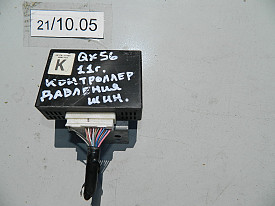 21/10.05
K
QX56
11г.
КОНТРОЛЛЕР
ДАВЛЕНИЯ
ШИН.